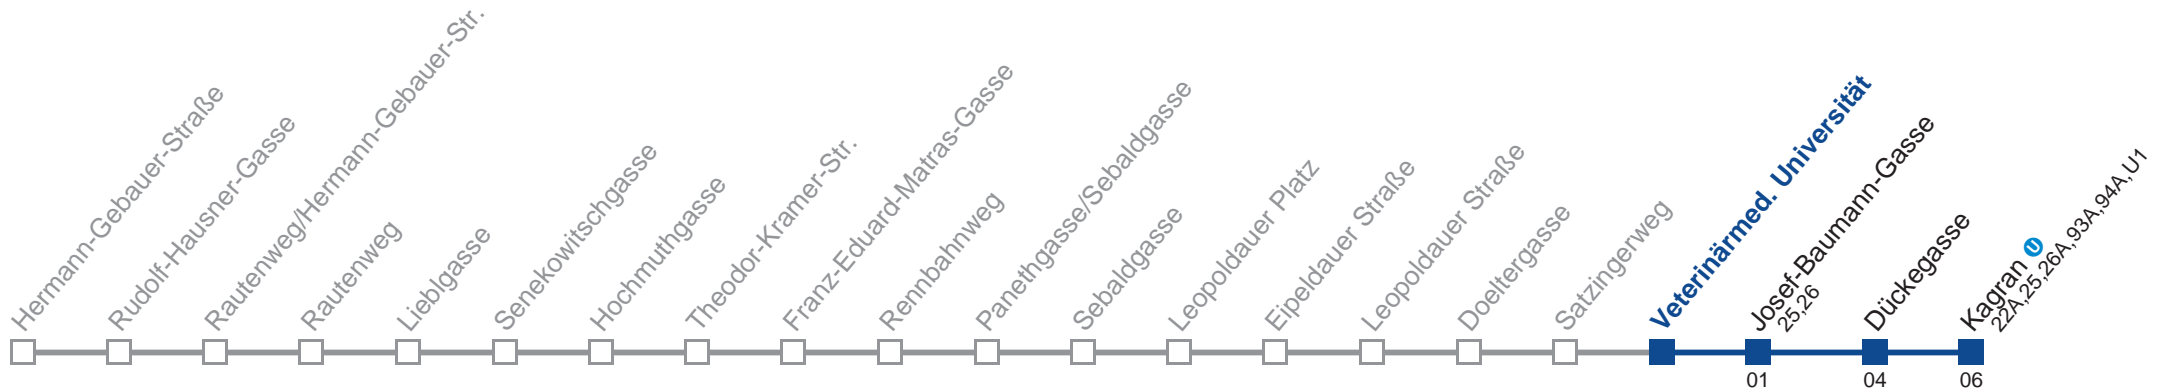 Hermann-Gebauer-Straße
Rudolf-Hausner-Gasse
Rautenweg/Hermann-Gebauer-Str.
Rautenweg
Lieblgasse
Senekowitschgasse
Hochmuthgasse
Theodor-Kramer-Str.
Franz-Eduard-Matras-Gasse
Rennbahnweg
Panethgasse/Sebaldgasse
Sebaldgasse
Leopoldauer Platz
Eipeldauer Straße
Leopoldauer Straße
Doeltergasse
Satzingerweg
Veterinärmed. Universität
Josef-Baumann-Gasse
25,26
Dückegasse
Kagran U
22A,25,26A,93A,94A,U1
01
04
06